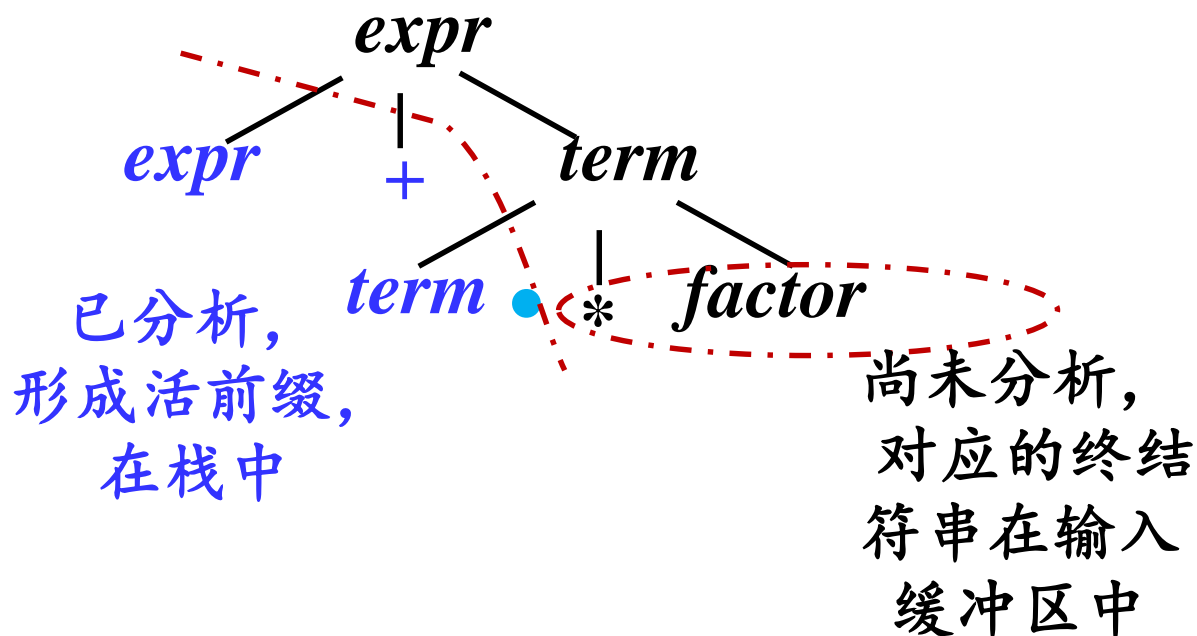 expr
expr + term
term * factor
已分析，
形成活前缀，
在栈中
尚未分析，
对应的终结
符串在输入
缓冲区中